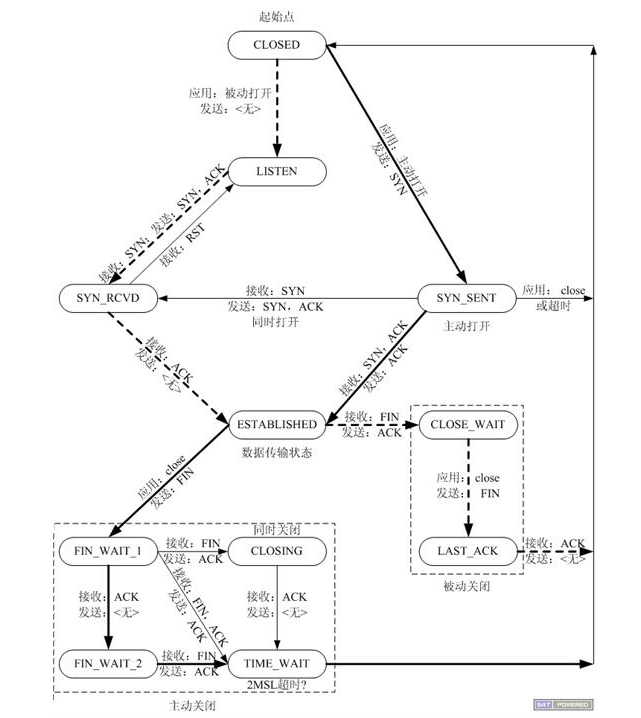 起始点
CLOSED
应用：被动打开
发送：<无>
应用：主动打开
发送：SYN
LISTEN
接收：SYN；发送：SYN，ACK
接收：RST
SYN_RCVD
接收：SYN
发送：SYN，ACK
同时打开
SYN_SENT
主动打开
应用：close
或超时
接收：ACK
发送：<无>
接收：SYN，ACK
发送：ACK
ESTABLISHED
数据传输状态
接收：FIN
发送：ACK
CLOSE_WAIT
应用：close
发送：FIN
应用：close
发送：FIN
LAST_ACK
接收：ACK
发送：<无>
被动关闭
同时关闭
FIN_WAIT_1
接收：FIN
发送：ACK
CLOSING
接收：ACK
发送：<无>
接收：FIN，ACK
发送：ACK
接收：ACK
发送：<无>
FIN_WAIT_2
接收：FIN
发送：ACK
TIME_WAIT
2MSL超时？
主动关闭
POWERED